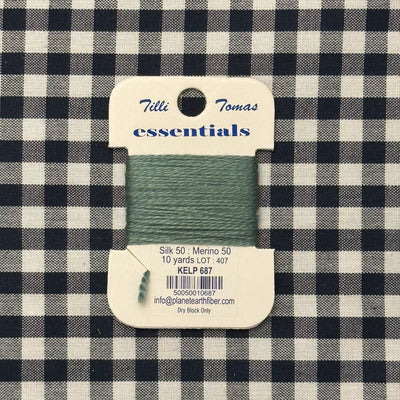 Tilli Tomas
essentials
Silk 50 : Merino 50
10 yards LOT : 407
KELP 687
50050010687
info@planetearthfiber.com
Dry Block Only